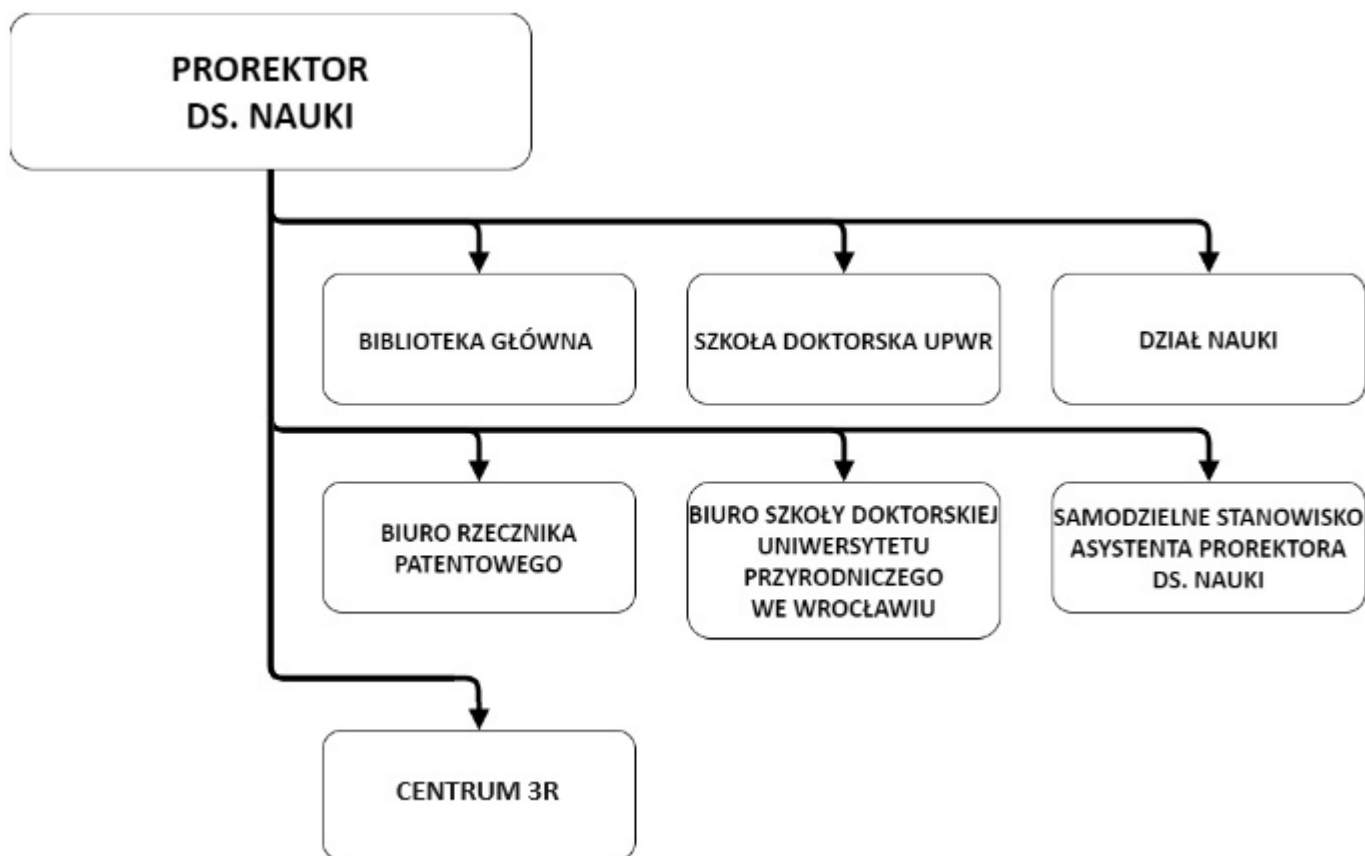 PROREKTOR
DS. NAUKI
BIBLIOTEKA GŁÓWNA
SZKOŁA DOKTORSKA UPWR
DZIAŁ NAUKI
BIURO RZECZNIKA
PATENTOWEGO
BIURO SZKOŁY DOKTORSKIEJ
UNIWERSYTETU
PRZYRODNICZEGO
WE WROCŁAWIU
SAMODZIELNE STANOWISKO
ASYSTENTA PROREKTORA
DS. NAUKI
CENTRUM 3R